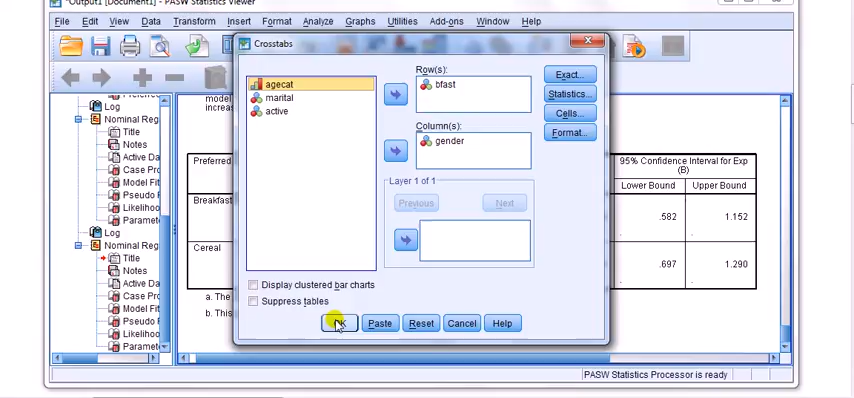 *Output1 [Document1] - PASW Statistics Viewer
File Edit View Data Transform Insert Format Analyze Graphs Utilities Add-ons Window Help
Crosstabs
Row(s):
Exact...
agecat
bfast
Statistics...
marital
active
Cells...
Column(s):
Format...
gender
Layer 1 of 1
Previous
Next
Display clustered bar charts
Suppress tables
OK Paste Reset Cancel Help
Log
Nominal Reg
Title
Notes
Active Da
Case Pro
Model Fit
Pseudo
Likelihoo
Paramet
Log
Nominal Reg
Title
Notes
Active Da
Case Pro
Model Fit
Pseudo
Likelihoo
Paramet
model
increas
Preferred
95% Confidence Interval for Exp
(B)
Lower Bound Upper Bound
Breakfas
.582 1.152
Cereal
.697 1.290
a. The
b. This
PASW Statistics Processor is ready